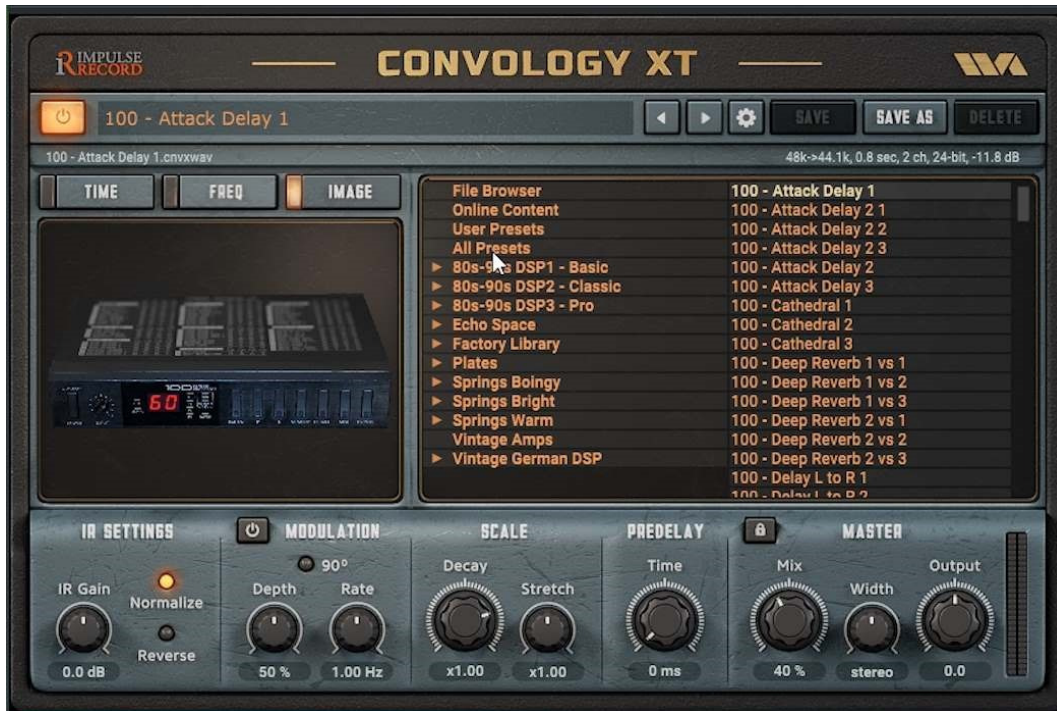 IMPULSE RECORD
CONVOLOGY XT
100 - Attack Delay 1
SAVE
SAVE AS
DELETE
100 - Attack Delay 1.cnvxwav
48k->44.1k, 0.8 sec, 2 ch, 24-bit, -11.8 dB
TIME
FREQ
IMAGE
File Browser
Online Content
User Presets
All Presets
80s-90s DSP1 - Basic
80s-90s DSP2 - Classic
80s-90s DSP3 - Pro
Echo Space
Factory Library
Plates
Springs Boingy
Springs Bright
Springs Warm
Vintage Amps
Vintage German DSP
100 - Attack Delay 1
100 - Attack Delay 2 1
100 - Attack Delay 2 2
100 - Attack Delay 2 3
100 - Attack Delay 2
100 - Attack Delay 3
100 - Cathedral 1
100 - Cathedral 2
100 - Cathedral 3
100 - Deep Reverb 1 vs 1
100 - Deep Reverb 1 vs 2
100 - Deep Reverb 1 vs 3
100 - Deep Reverb 2 vs 1
100 - Deep Reverb 2 vs 2
100 - Deep Reverb 2 vs 3
100 - Delay L to R 1
100 - Delay L to R 2
100
60
IR SETTINGS
MODULATION
SCALE
PREDELAY
MASTER
IR Gain
Normalize
Reverse
0.0 dB
90°
Depth
Rate
50 %
1.00 Hz
Decay
Stretch
x1.00
x1.00
Time
0 ms
Mix
Width
Output
40 %
stereo
0.0